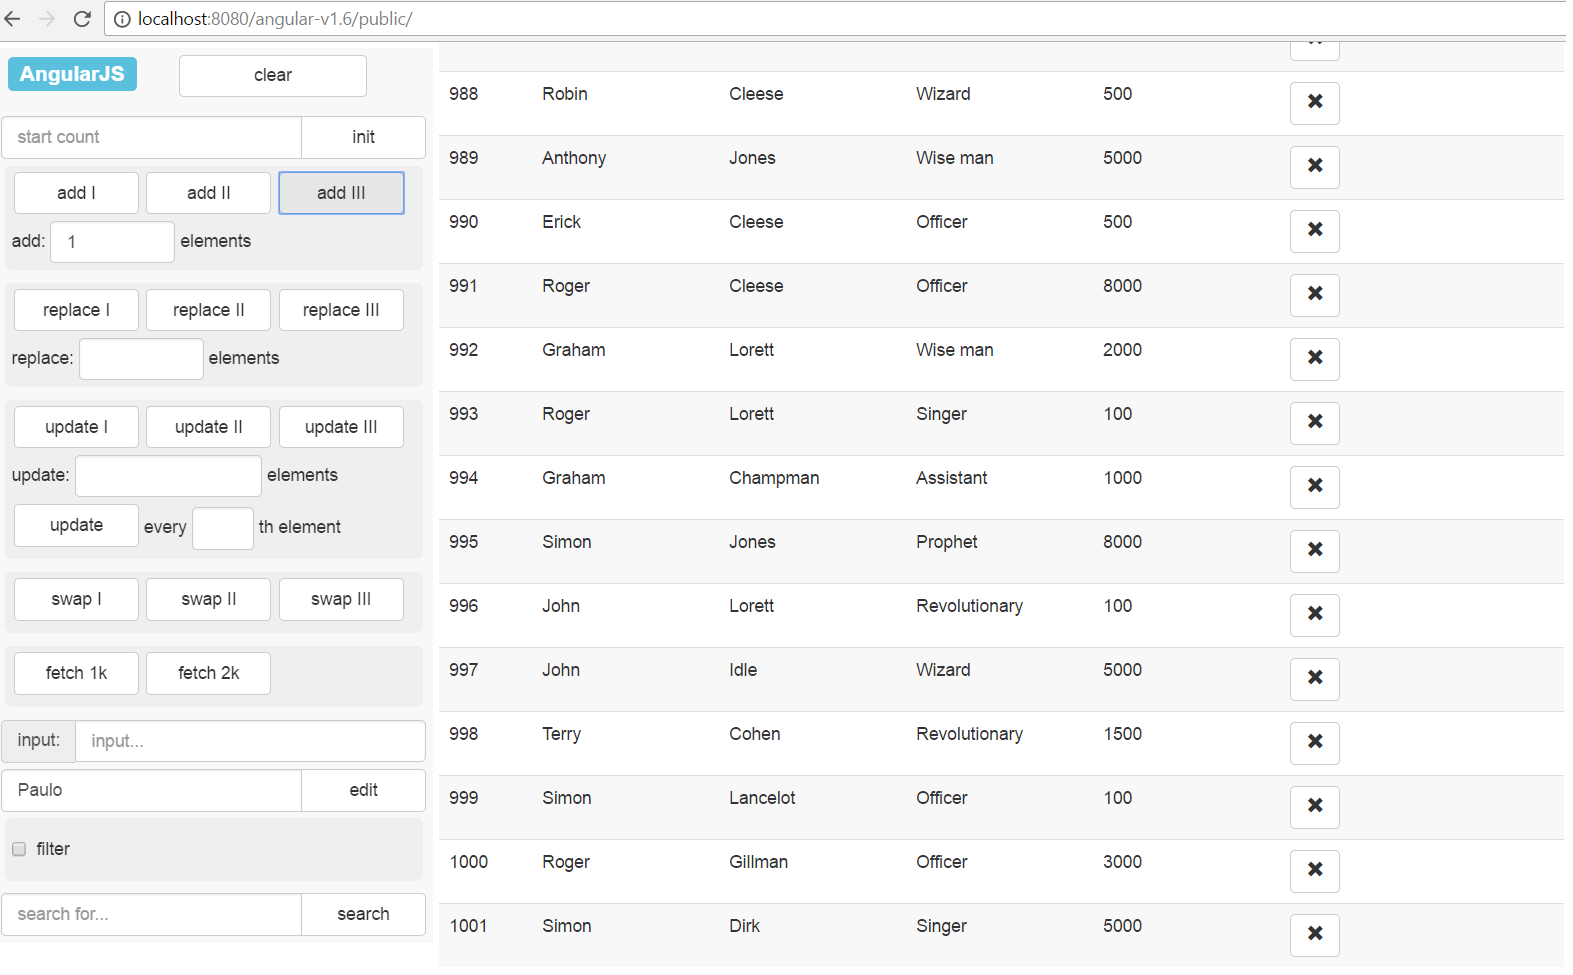 localhost:8080/angular-v1.6/public/
AngularJS
clear
start count
init
add I
add II
add III
add: 1 elements
replace I
replace II
replace III
replace: elements
update I
update II
update III
update: elements
update every th element
swap I
swap II
swap III
fetch 1k
fetch 2k
input: input...
Paulo
edit
filter
search for...
search
988 Robin Cleese Wizard 500
989 Anthony Jones Wise man 5000
990 Erick Cleese Officer 500
991 Roger Cleese Officer 8000
992 Graham Lorett Wise man 2000
993 Roger Lorett Singer 100
994 Graham Champman Assistant 1000
995 Simon Jones Prophet 8000
996 John Lorett Revolutionary 100
997 John Idle Wizard 5000
998 Terry Cohen Revolutionary 1500
999 Simon Lancelot Officer 100
1000 Roger Gillman Officer 3000
1001 Simon Dirk Singer 5000